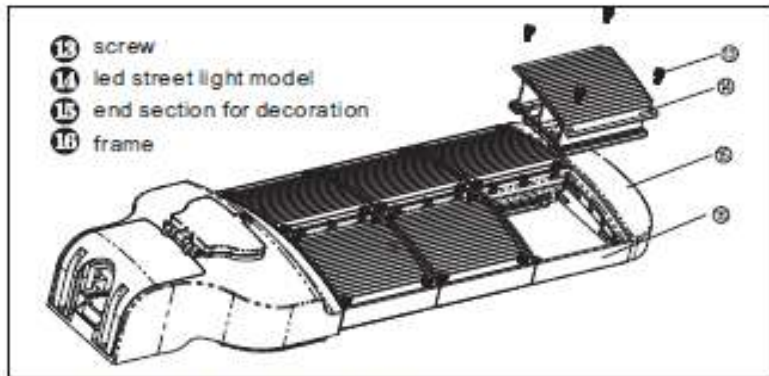 ⓭ screw
⓮ led street light model
⓯ end section for decoration
⓰ frame
⑬
⑭
⑮
⑯